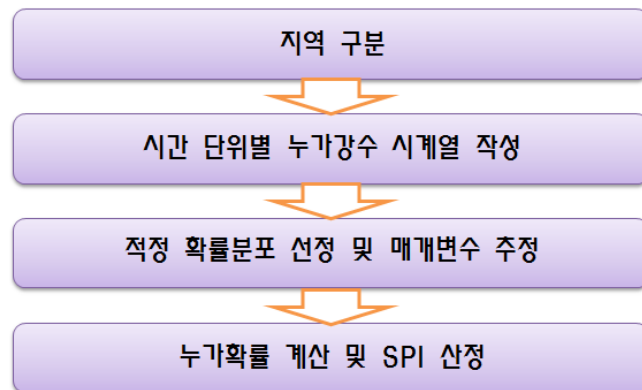 지역 구분
시간 단위별 누가강수 시계열 작성
적정 확률분포 선정 및 매개변수 추정
누가확률 계산 및 SPI 산정